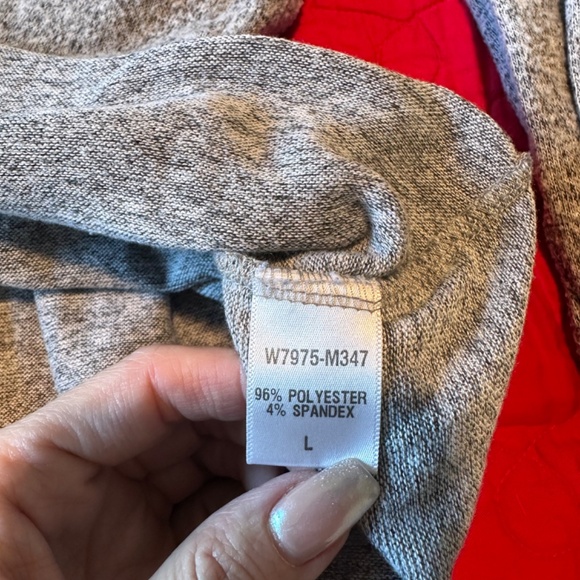 W7975-M347
96% POLYESTER
4% SPANDEX
L